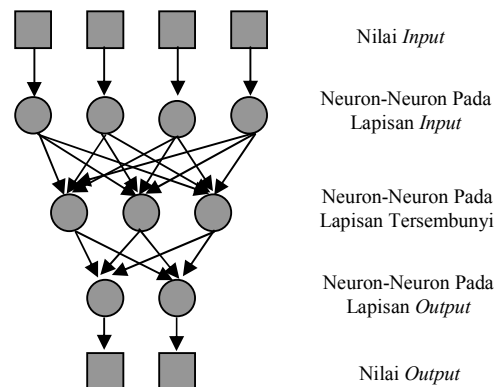 Nilai Input
Neuron-Neuron Pada
Lapisan Input
Neuron-Neuron Pada
Lapisan Tersembunyi
Neuron-Neuron Pada
Lapisan Output
Nilai Output